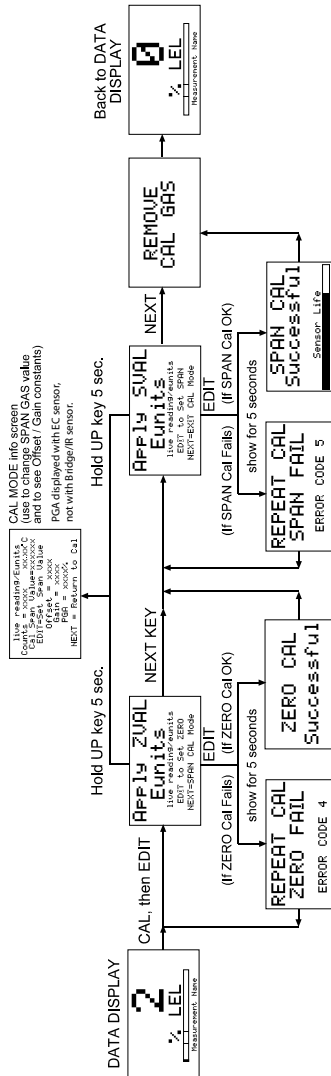 DATA DISPLAY
2
% LEL
Measurement Name
CAL, then EDIT
Apply ZVAL
Eunits
live reading/eunits
EDIT to Set ZERO
NEXT=SPAN CAL Mode
EDIT
(If ZERO Cal Fails)
(If ZERO Cal OK)
show for 5 seconds
REPEAT CAL
ZERO FAIL
ERROR CODE 4
ZERO CAL
Successful
Hold UP key 5 sec.
live reading/Eunits
Counts = xxxx xx.xx°C
Cal Span Value=xxxxxx
EDIT=Set Span Value
Offset = xxxx
Gain = xxxx
PGA = xxxx%
NEXT = Return to Cal
CAL MODE info screen
(use to change SPAN GAS value
and to see Offset / Gain constants)
PGA displayed with EC sensor,
not with Bridge/IR sensor.
Hold UP key 5 sec.
NEXT KEY
Apply SVAL
Eunits
live reading/Eunits
EDIT to Set SPAN
NEXT=EXIT CAL Mode
EDIT
(If SPAN Cal Fails)
(If SPAN Cal OK)
show for 5 seconds
REPEAT CAL
SPAN FAIL
ERROR CODE 5
SPAN CAL
Successful
Sensor Life
NEXT
REMOVE
CAL GAS
Back to DATA
DISPLAY
0
% LEL
Measurement Name